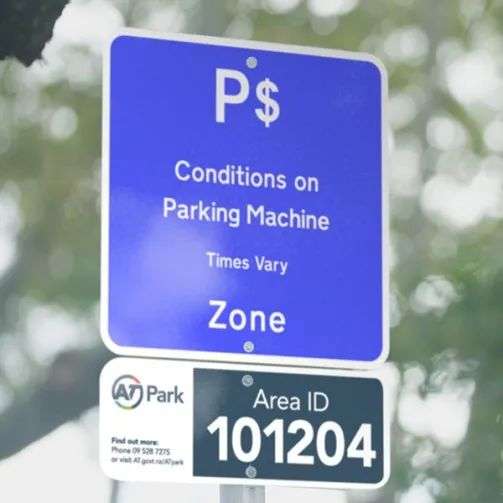 P$
Conditions on
Parking Machine
Times Vary
Zone
AT Park
Find out more:
Phone 09 528 7275
or visit AT.govt.nz/ATpark
Area ID
101204